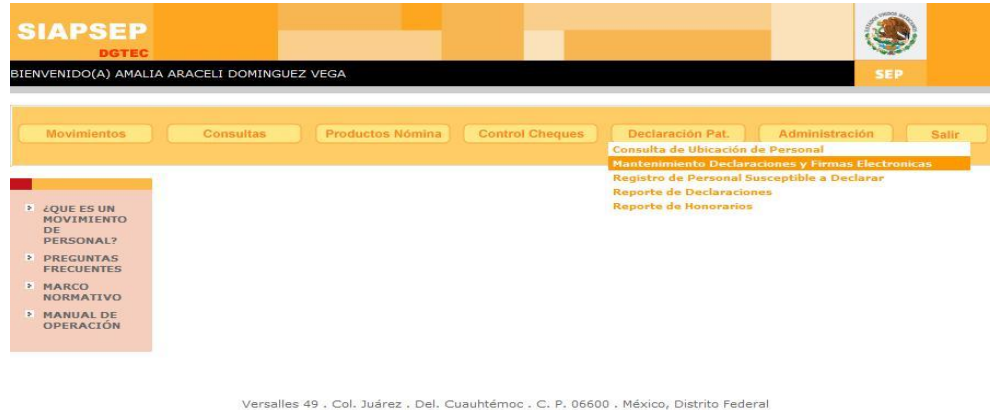 SIAPSEP
DGTEC
BIENVENIDO(A) AMALIA ARACELI DOMINGUEZ VEGA
SEP
Movimientos Consultas Productos Nómina Control Cheques Declaración Pat. Administración Salir
Consulta de Ubicación de Personal
Mantenimiento Declaraciones y Firmas Electronicas
Registro de Personal Susceptible a Declarar
Reporte de Declaraciones
Reporte de Honorarios
¿QUE ES UN
MOVIMIENTO
DE
PERSONAL?
PREGUNTAS
FRECUENTES
MARCO
NORMATIVO
MANUAL DE
OPERACIÓN
Versalles 49 . Col. Juárez . Del. Cuauhtémoc . C. P. 06600 . México, Distrito Federal